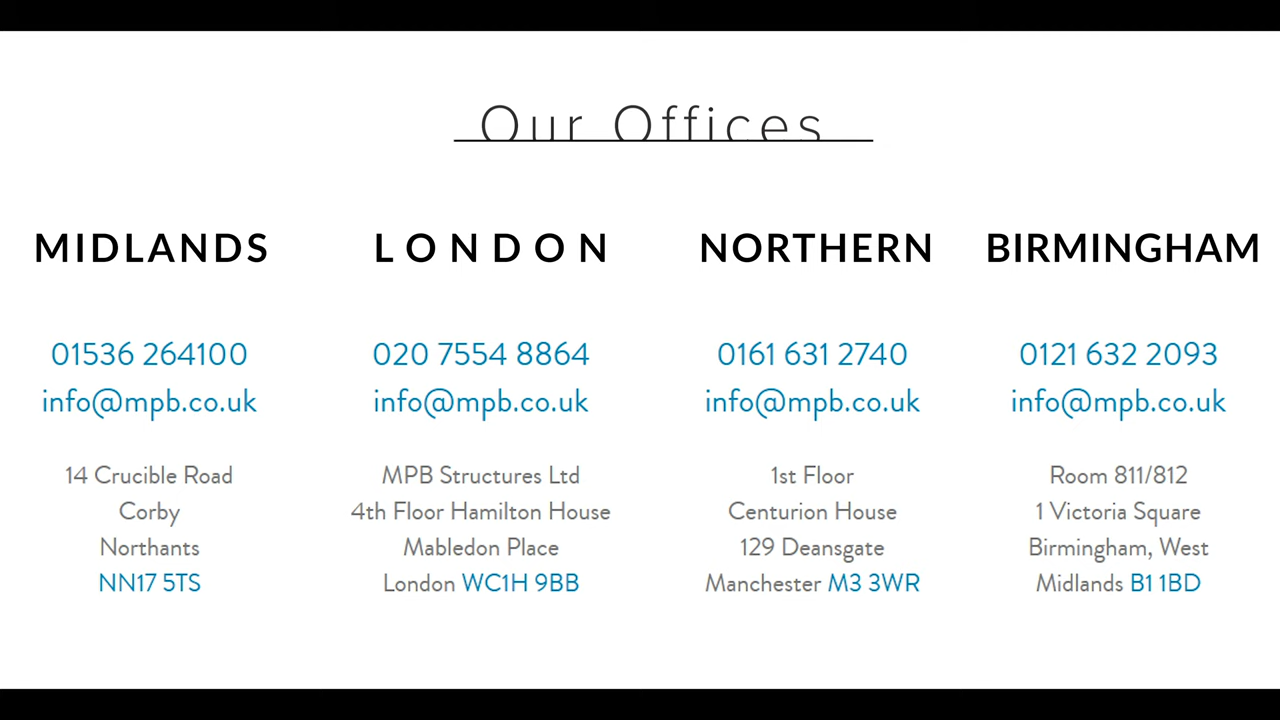 Our Offices
MIDLANDS
01536 264100
info@mpb.co.uk
14 Crucible Road
Corby
Northants
NN17 5TS
LONDON
020 7554 8864
info@mpb.co.uk
MPB Structures Ltd
4th Floor Hamilton House
Mabledon Place
London WC1H 9BB
NORTHERN
0161 631 2740
info@mpb.co.uk
1st Floor
Centurion House
129 Deansgate
Manchester M3 3WR
BIRMINGHAM
0121 632 2093
info@mpb.co.uk
Room 811/812
1 Victoria Square
Birmingham, West
Midlands B1 1BD